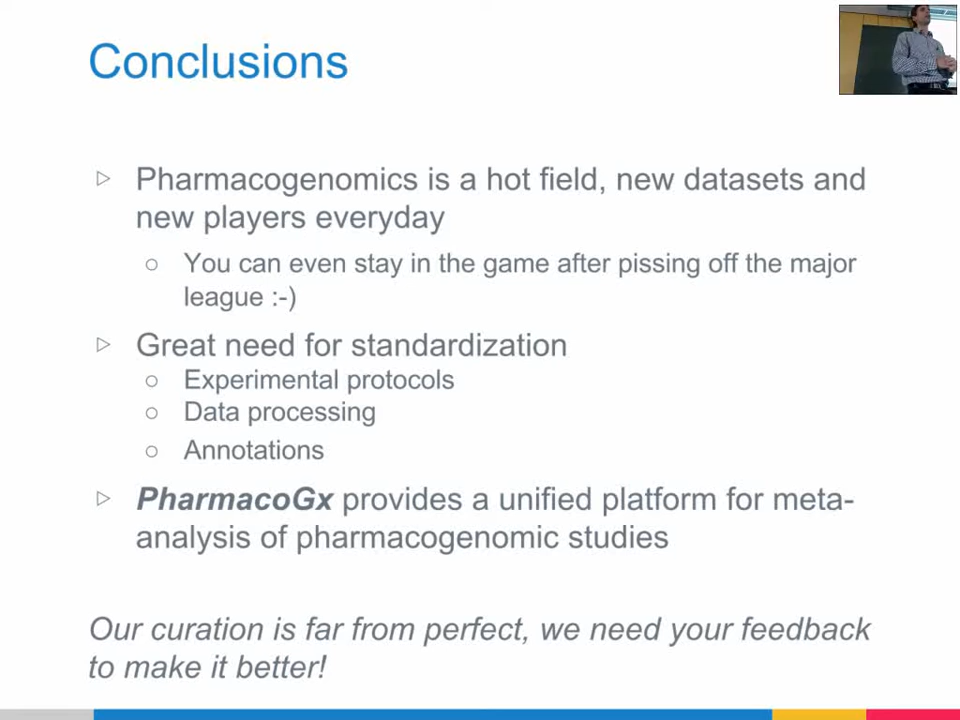 Conclusions
▷ Pharmacogenomics is a hot field, new datasets and
new players everyday
○ You can even stay in the game after pissing off the major
league :-)
▷ Great need for standardization
○ Experimental protocols
○ Data processing
○ Annotations
▷ PharmacoGx provides a unified platform for meta-
analysis of pharmacogenomic studies
Our curation is far from perfect, we need your feedback
to make it better!